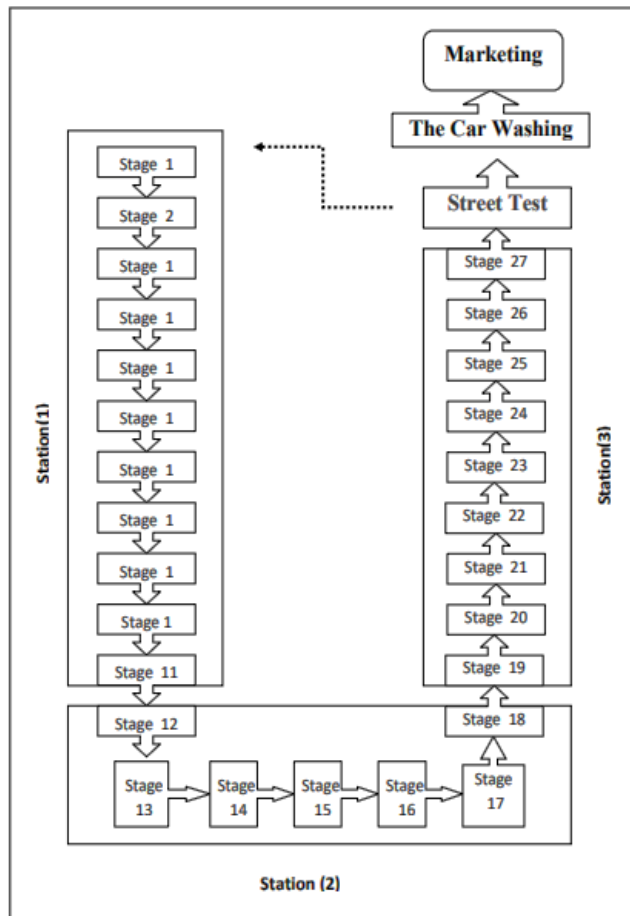 Marketing
The Car Washing
Street Test
Station(1)
Stage 1
Stage 2
Stage 1
Stage 1
Stage 1
Stage 1
Stage 1
Stage 1
Stage 1
Stage 1
Stage 11
Stage 12
Stage
13
Stage
14
Stage
15
Stage
16
Stage
17
Stage 18
Stage 19
Stage 20
Stage 21
Stage 22
Stage 23
Stage 24
Stage 25
Stage 26
Stage 27
Station(3)
Station (2)